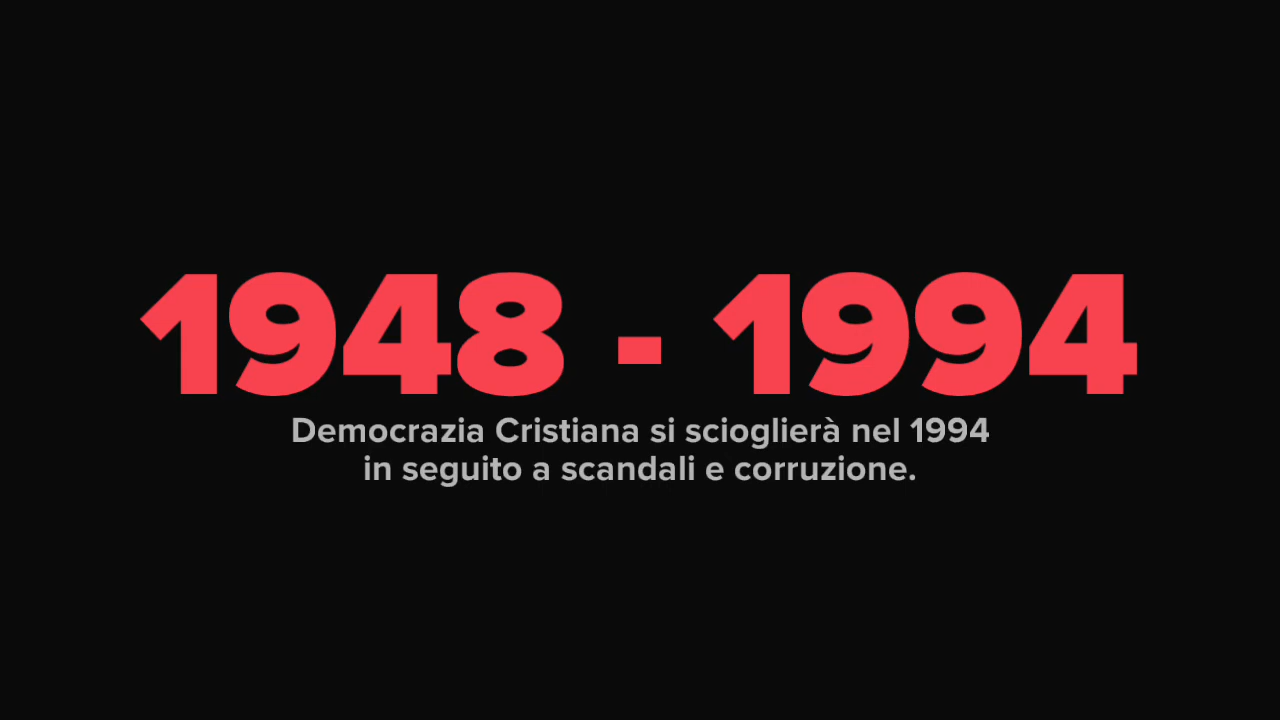 1948 - 1994
Democrazia Cristiana si scioglierà nel 1994
in seguito a scandali e corruzione.